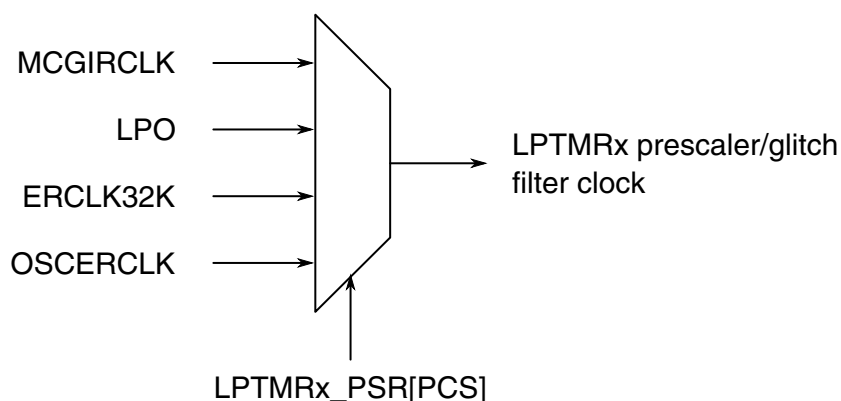 MCGIRCLK
LPO
ERCLK32K
OSCERCLK
LPTMRx prescaler/glitch
filter clock
LPTMRx_PSR[PCS]